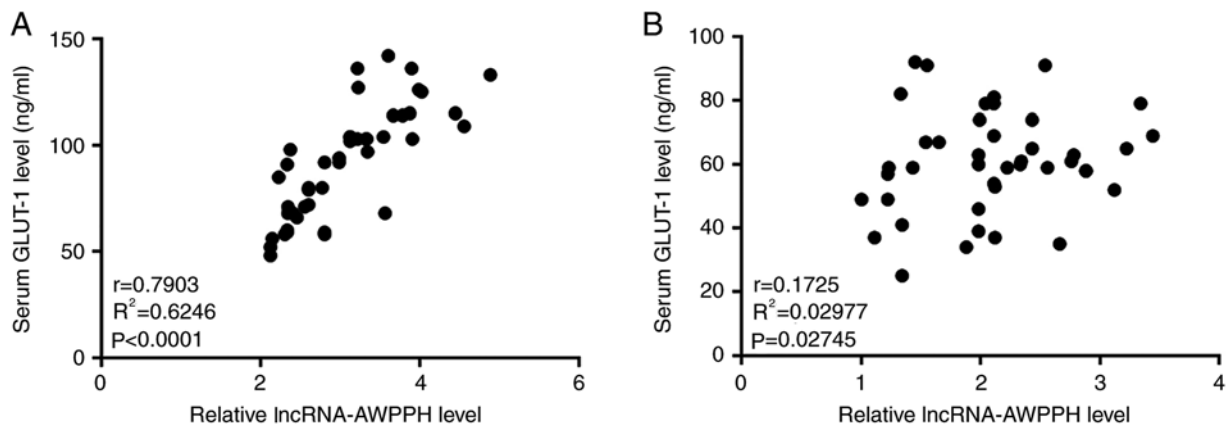 A
Serum GLUT-1 level (ng/ml)
150
100
50
0
r=0.7903
R²=0.6246
P<0.0001
0
2
4
6
Relative lncRNA-AWPPH level
B
Serum GLUT-1 level (ng/ml)
100
80
60
40
20
0
r=0.1725
R²=0.02977
P=0.02745
0
1
2
3
4
Relative lncRNA-AWPPH level